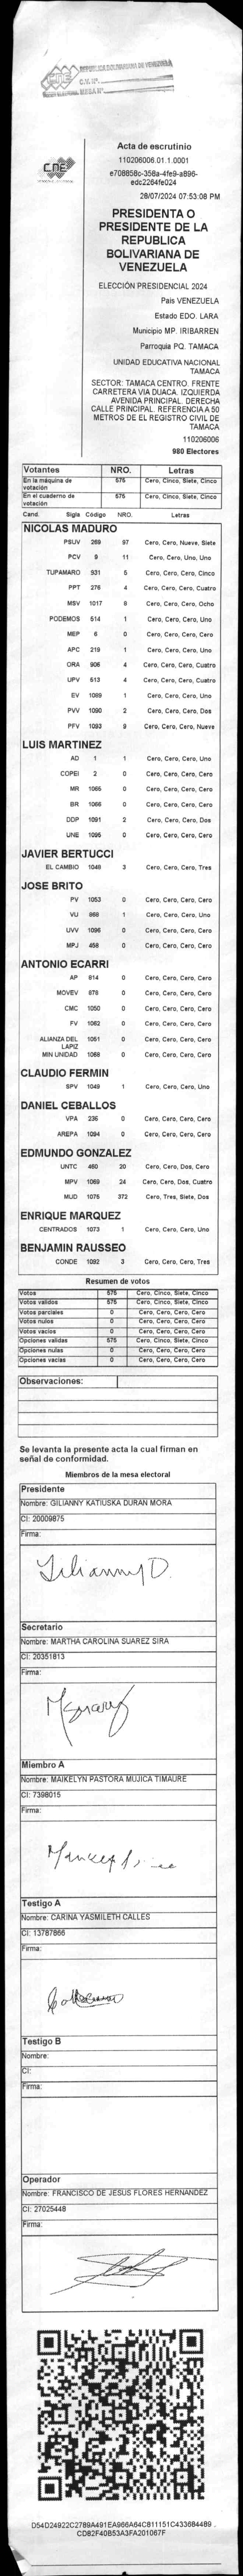 CNE
REPUBLICA BOLIVARIANA DE VENEZUELA
C.V. Nº
MESA Nº
CNE
Acta de escrutinio
110206006.01.1.0001
e708858c-358a-4fe9-a896-
edc2264fe024
28/07/2024 07:53:08 PM
PRESIDENTA O
PRESIDENTE DE LA
REPUBLICA
BOLIVARIANA DE
VENEZUELA
ELECCIÓN PRESIDENCIAL 2024
Pais VENEZUELA
Estado EDO. LARA
Municipio MP. IRIBARREN
Parroquia PQ. TAMACA
UNIDAD EDUCATIVA NACIONAL
TAMACA
SECTOR: TAMACA CENTRO. FRENTE
CARRETERA VIA DUACA. IZQUIERDA
AVENIDA PRINCIPAL. DERECHA
CALLE PRINCIPAL. REFERENCIA A 50
METROS DE EL REGISTRO CIVIL DE
TAMACA
110206006
980 Electores
Votantes NRO. Letras
En la máquina de votación 575 Cero, Cinco, Siete, Cinco
En el cuaderno de votación 575 Cero, Cinco, Siete, Cinco
Cand. Sigla Código NRO. Letras
NICOLAS MADURO
PSUV 269 97 Cero, Cero, Nueve, Siete
PCV 9 11 Cero, Cero, Uno, Uno
TUPAMARO 931 5 Cero, Cero, Cero, Cinco
PPT 276 4 Cero, Cero, Cero, Cuatro
MSV 1017 8 Cero, Cero, Cero, Ocho
PODEMOS 514 1 Cero, Cero, Cero, Uno
MEP 6 0 Cero, Cero, Cero, Cero
APC 219 1 Cero, Cero, Cero, Uno
ORA 906 4 Cero, Cero, Cero, Cuatro
UPV 613 4 Cero, Cero, Cero, Cuatro
EV 1089 1 Cero, Cero, Cero, Uno
PVV 1090 2 Cero, Cero, Cero, Dos
PFV 1093 9 Cero, Cero, Cero, Nueve
LUIS MARTINEZ
AD 1 1 Cero, Cero, Cero, Uno
COPEI 2 0 Cero, Cero, Cero, Cero
MR 1065 0 Cero, Cero, Cero, Cero
BR 1066 0 Cero, Cero, Cero, Cero
DDP 1091 2 Cero, Cero, Cero, Dos
UNE 1095 0 Cero, Cero, Cero, Cero
JAVIER BERTUCCI
EL CAMBIO 1048 3 Cero, Cero, Cero, Tres
JOSE BRITO
PV 1053 0 Cero, Cero, Cero, Cero
VU 868 1 Cero, Cero, Cero, Uno
UVV 1096 0 Cero, Cero, Cero, Cero
MPJ 458 0 Cero, Cero, Cero, Cero
ANTONIO ECARRI
AP 814 0 Cero, Cero, Cero, Cero
MOVEV 978 0 Cero, Cero, Cero, Cero
CMC 1050 0 Cero, Cero, Cero, Cero
FV 1062 0 Cero, Cero, Cero, Cero
ALIANZA DEL LAPIZ 1051 0 Cero, Cero, Cero, Cero
MIN UNIDAD 1068 0 Cero, Cero, Cero, Cero
CLAUDIO FERMIN
SPV 1049 1 Cero, Cero, Cero, Uno
DANIEL CEBALLOS
VPA 236 0 Cero, Cero, Cero, Cero
AREPA 1094 0 Cero, Cero, Cero, Cero
EDMUNDO GONZALEZ
UNTC 460 20 Cero, Cero, Dos, Cero
MPV 1069 24 Cero, Cero, Dos, Cuatro
MUD 1075 372 Cero, Tres, Siete, Dos
ENRIQUE MARQUEZ
CENTRADOS 1073 1 Cero, Cero, Cero, Uno
BENJAMIN RAUSSEO
CONDE 1092 3 Cero, Cero, Cero, Tres
Resumen de votos
Votos 575 Cero, Cinco, Siete, Cinco
Votos validos 575 Cero, Cinco, Siete, Cinco
Votos parciales 0 Cero, Cero, Cero, Cero
Votos nulos 0 Cero, Cero, Cero, Cero
Votos vacios 0 Cero, Cero, Cero, Cero
Opciones validas 575 Cero, Cinco, Siete, Cinco
Opciones nulas 0 Cero, Cero, Cero, Cero
Opciones vacias 0 Cero, Cero, Cero, Cero
Observaciones:
Se levanta la presente acta la cual firman en
señal de conformidad.
Miembros de la mesa electoral
Presidente
Nombre: GILIANNY KATIUSKA DURAN MORA
CI: 20009875
Firma:
Gilianny D.
Secretario
Nombre: MARTHA CAROLINA SUAREZ SIRA
CI: 20351813
Firma:
Miembro A
Nombre: MAIKELYN PASTORA MUJICA TIMAURE
CI: 7398015
Firma:
Testigo A
Nombre: CARINA YASMILETH CALLES
CI: 13787866
Firma:
Testigo B
Nombre:
CI:
Firma:
Operador
Nombre: FRANCISCO DE JESUS FLORES HERNANDEZ
CI: 27025448
Firma:
D54D24922C2789A491EA966A64C811151C433684489
CD82F40B53A3FA201067F